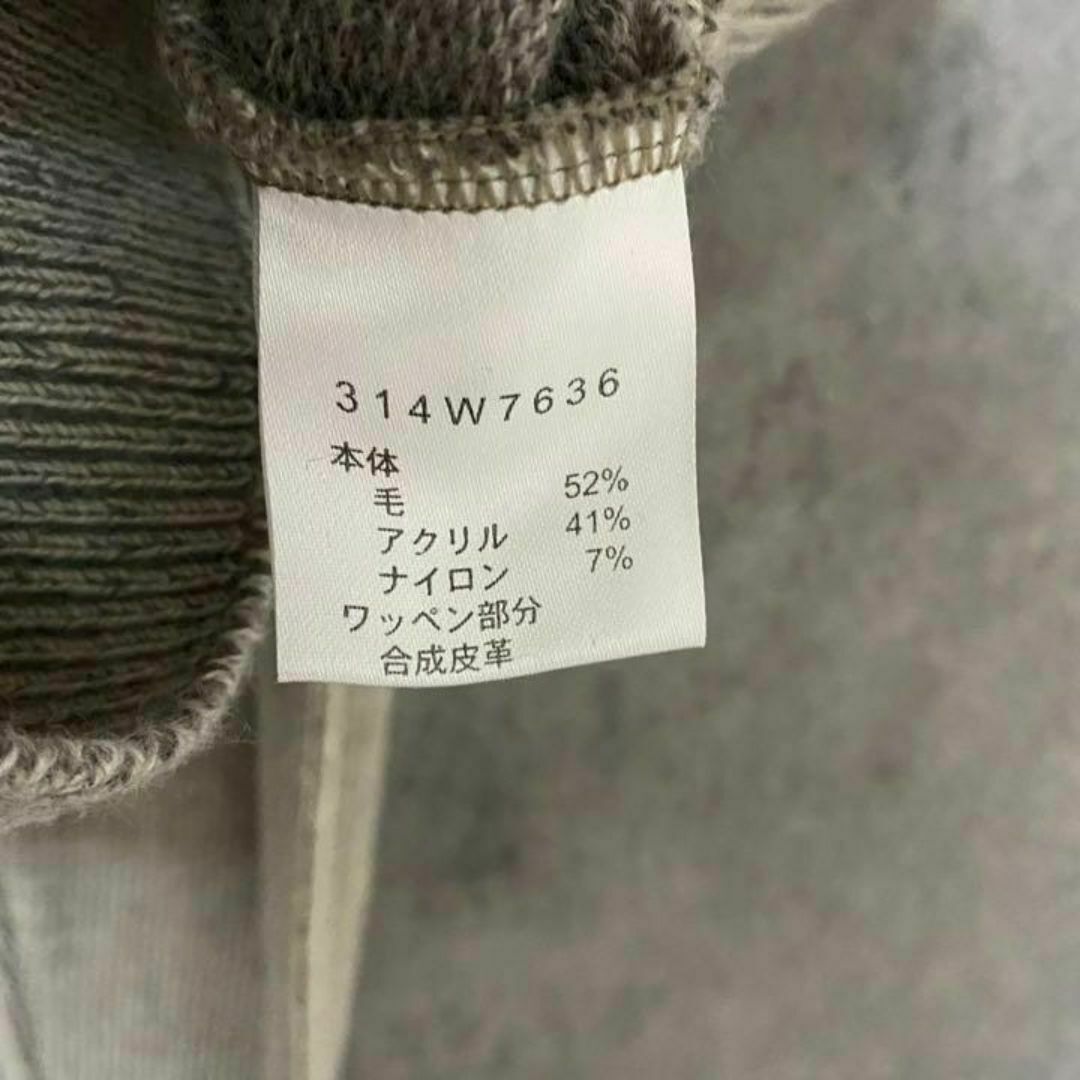 314W7636
本体
毛 52%
アクリル 41%
ナイロン 7%
ワッペン部分
合成皮革